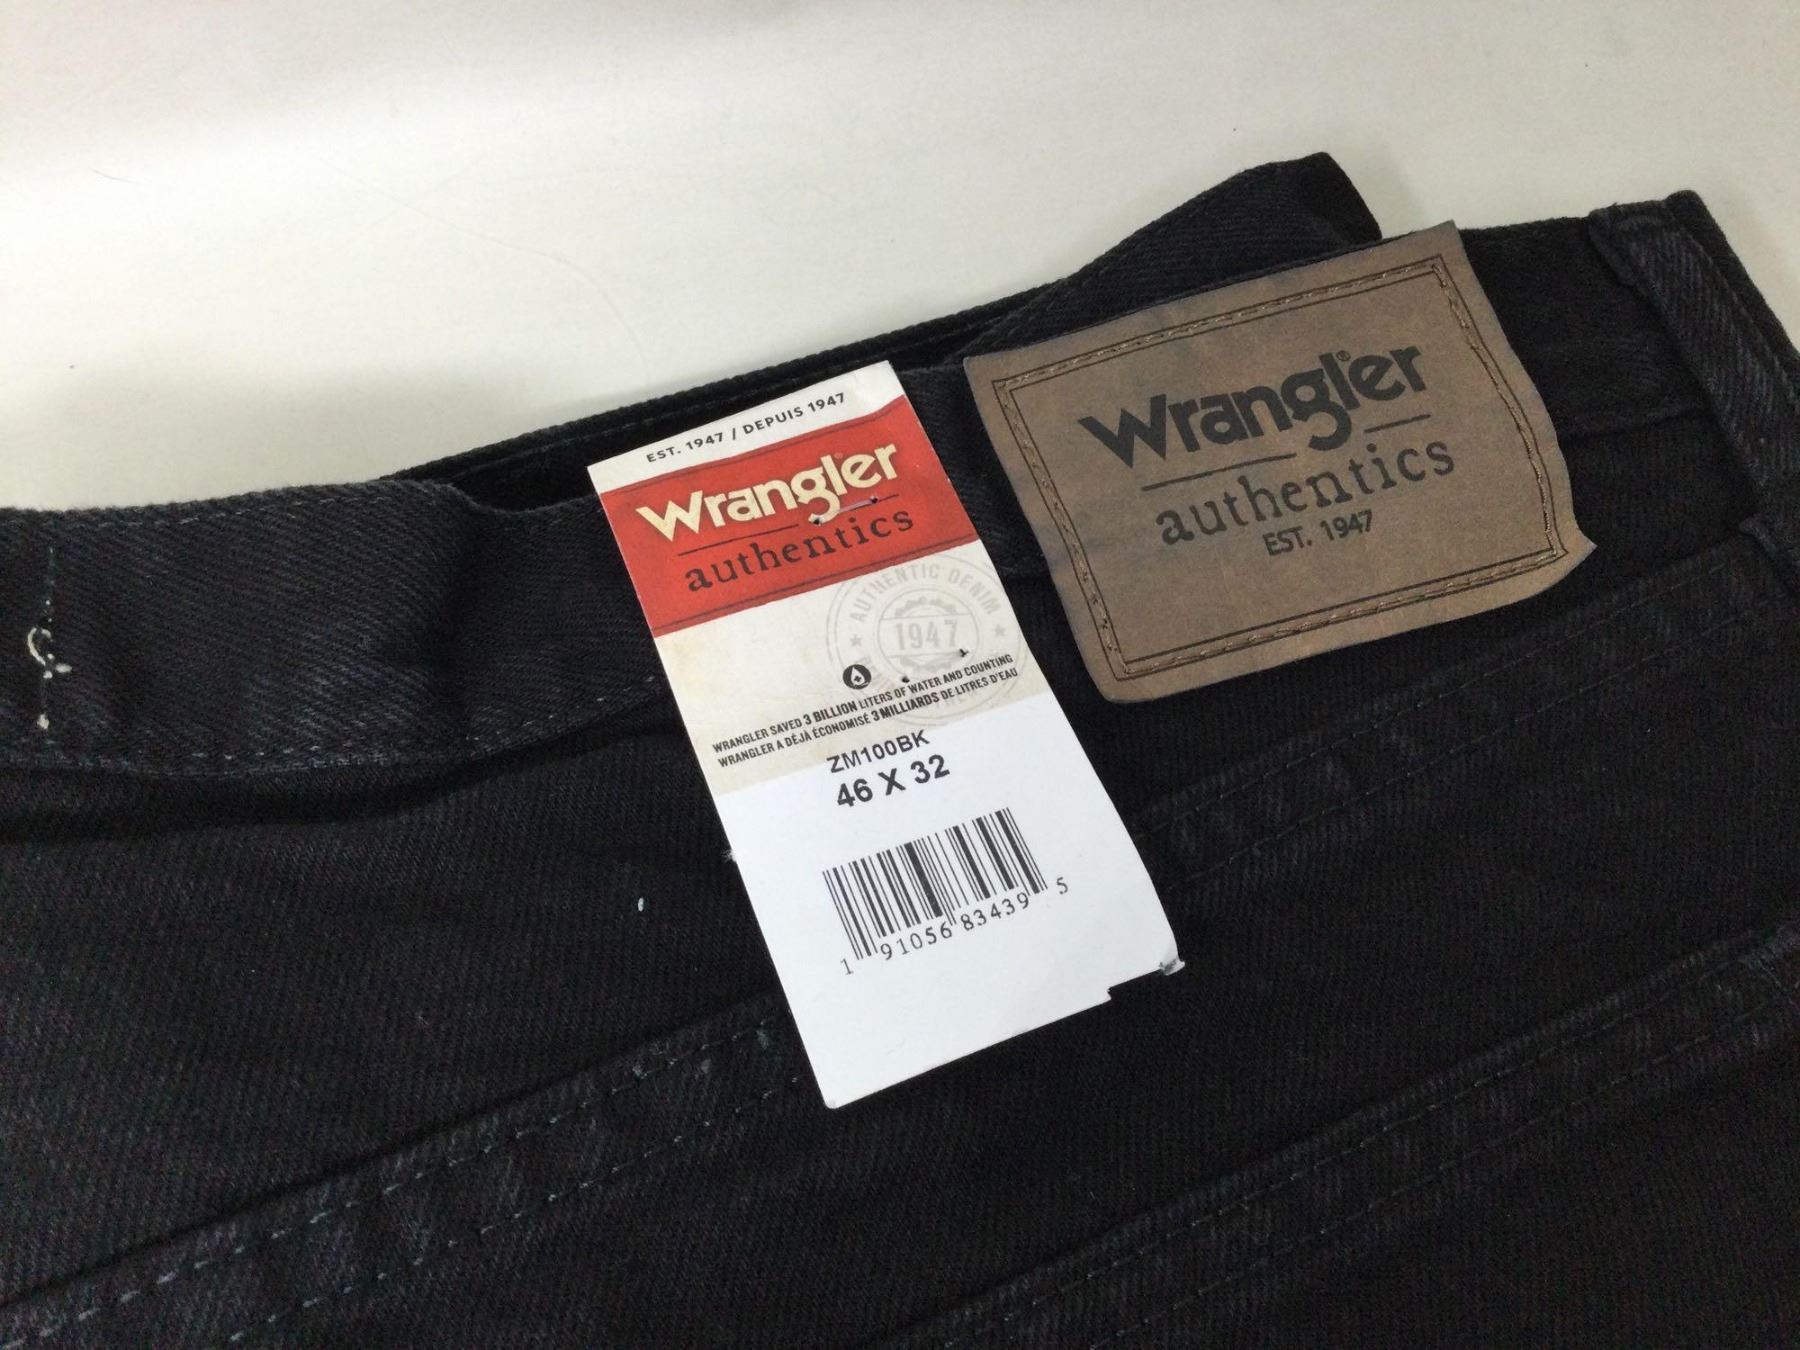 EST. 1947 / DEPUIS 1947
Wrangler
authentics
AUTHENTIC DENIM
1947
WRANGLER SAVED 3 BILLION LITERS OF WATER AND COUNTING
WRANGLER A DÉJÀ ÉCONOMISÉ 3 MILLIARDS DE LITRES D'EAU
ZM100BK
46 X 32
1 91056 83439 5
Wrangler®
authentics
EST. 1947